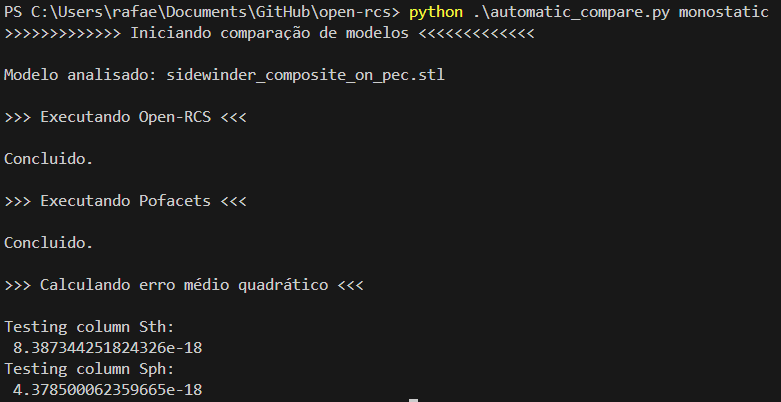 PS C:\Users\rafae\Documents\GitHub\open-rcs> python .\automatic_compare.py monostatic
>>>>>>>>>>>>> Iniciando comparação de modelos <<<<<<<<<<<<<
Modelo analisado: sidewinder_composite_on_pec.stl
>>> Executando Open-RCS <<<
Concluido.
>>> Executando Pofacets <<<
Concluido.
>>> Calculando erro médio quadrático <<<
Testing column Sth:
8.387344251824326e-18
Testing column Sph:
4.378500062359665e-18